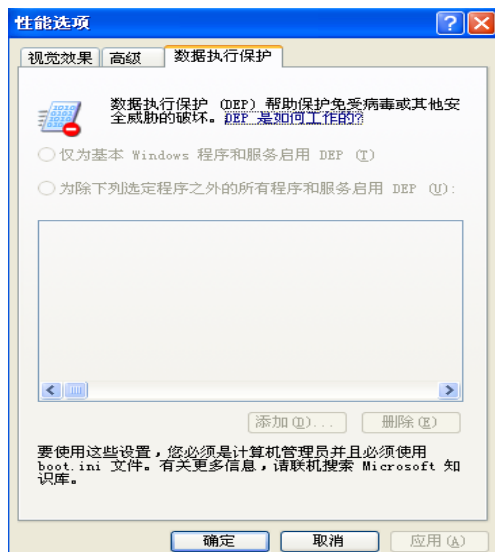 性能选项
视觉效果 高级 数据执行保护
数据执行保护 (DEP) 帮助保护免受病毒或其他安
全威胁的破坏。DEP 是如何工作的?
仅为基本 Windows 程序和服务启用 DEP (T)
为除下列选定程序之外的所有程序和服务启用 DEP (U):
添加(D)... 删除(E)
要使用这些设置，您必须是计算机管理员并且必须使用
boot.ini 文件。有关更多信息，请联机搜索 Microsoft 知
识库。
确定 取消 应用(A)